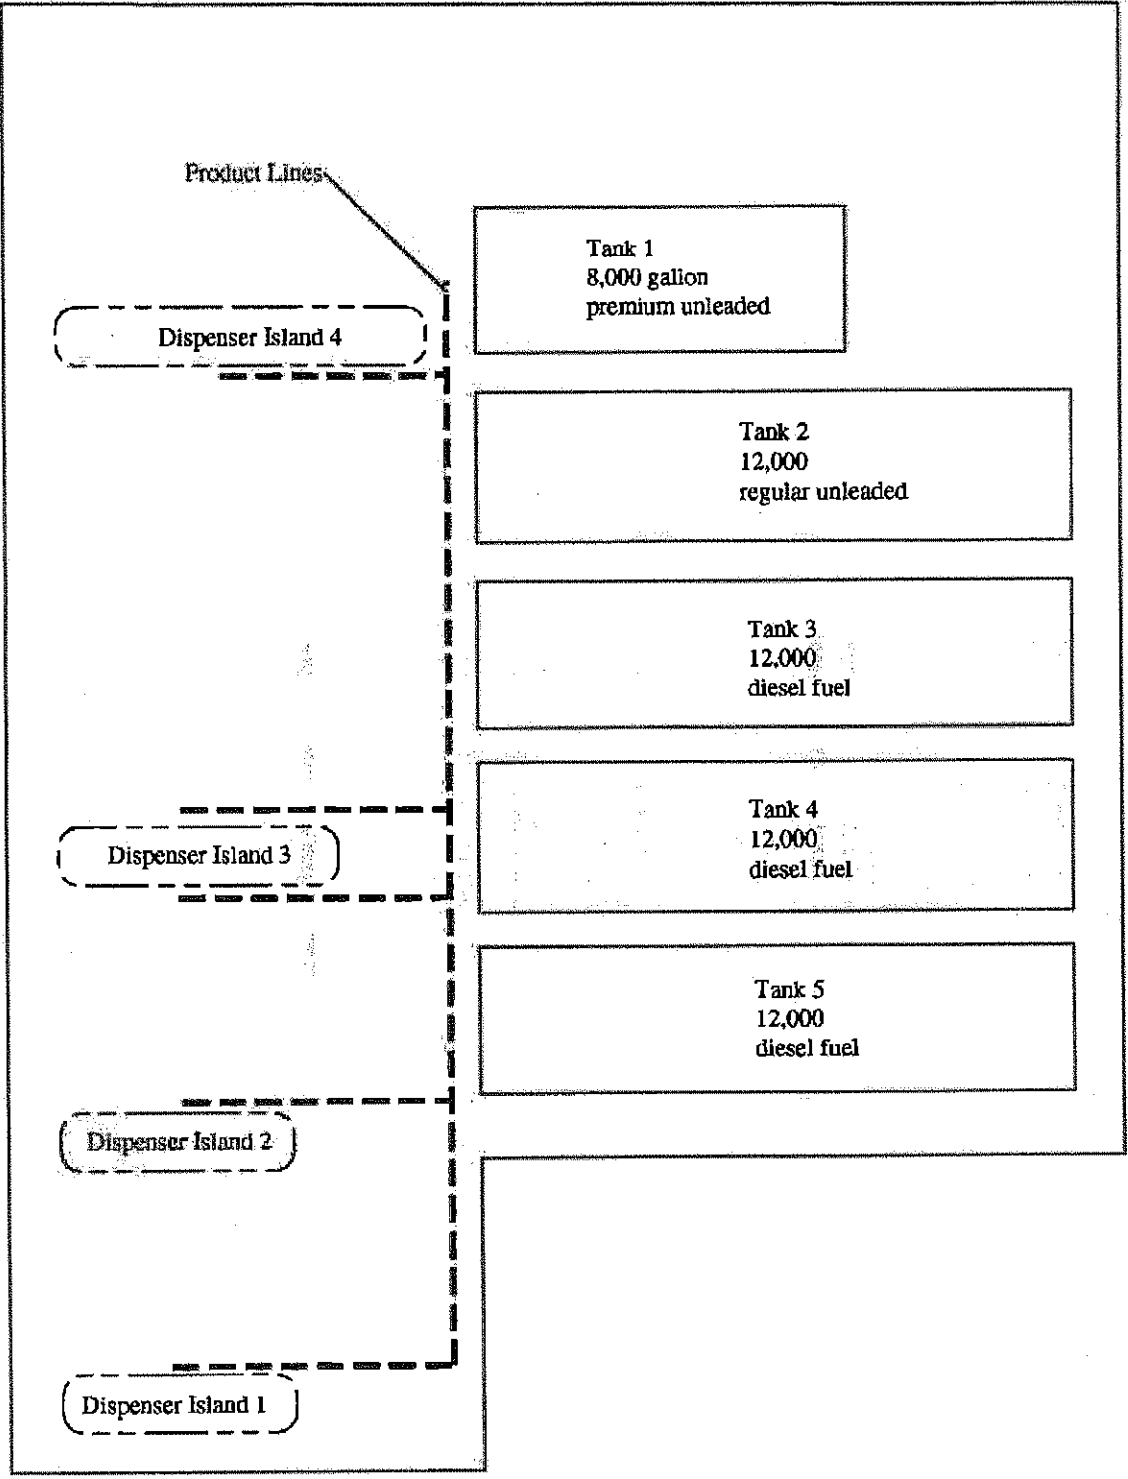 Product Lines
Tank 1
8,000 gallon
premium unleaded
Dispenser Island 4
Tank 2
12,000
regular unleaded
Tank 3
12,000
diesel fuel
Tank 4
12,000
diesel fuel
Dispenser Island 3
Tank 5
12,000
diesel fuel
Dispenser Island 2
Dispenser Island 1